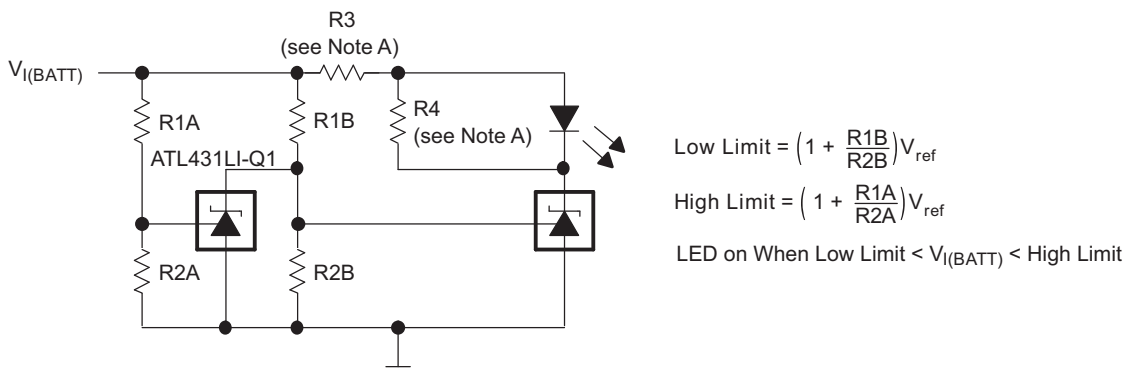 R3
(see Note A)
V_I(BATT)
R1A
R1B
R4
(see Note A)
ATL431LI-Q1
R2A
R2B
Low Limit = (1 + R1B/R2B)V_ref
High Limit = (1 + R1A/R2A)V_ref
LED on When Low Limit < V_I(BATT) < High Limit